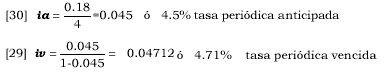 [30] ia = 0.18/4 =0.045 ó 4.5% tasa periódica anticipada
[29] iv = 0.045/1-0.045 = 0.04712 ó 4.71% tasa periódica vencida